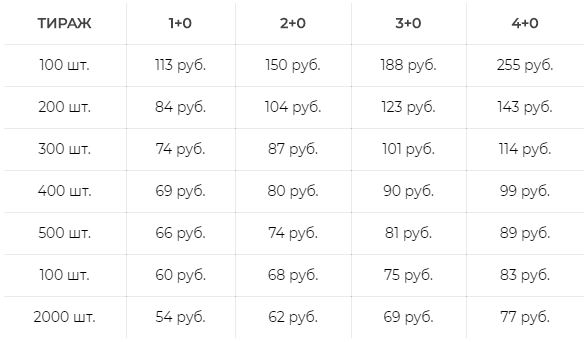 ТИРАЖ 1+0 2+0 3+0 4+0
100 шт. 113 руб. 150 руб. 188 руб. 255 руб.
200 шт. 84 руб. 104 руб. 123 руб. 143 руб.
300 шт. 74 руб. 87 руб. 101 руб. 114 руб.
400 шт. 69 руб. 80 руб. 90 руб. 99 руб.
500 шт. 66 руб. 74 руб. 81 руб. 89 руб.
100 шт. 60 руб. 68 руб. 75 руб. 83 руб.
2000 шт. 54 руб. 62 руб. 69 руб. 77 руб.